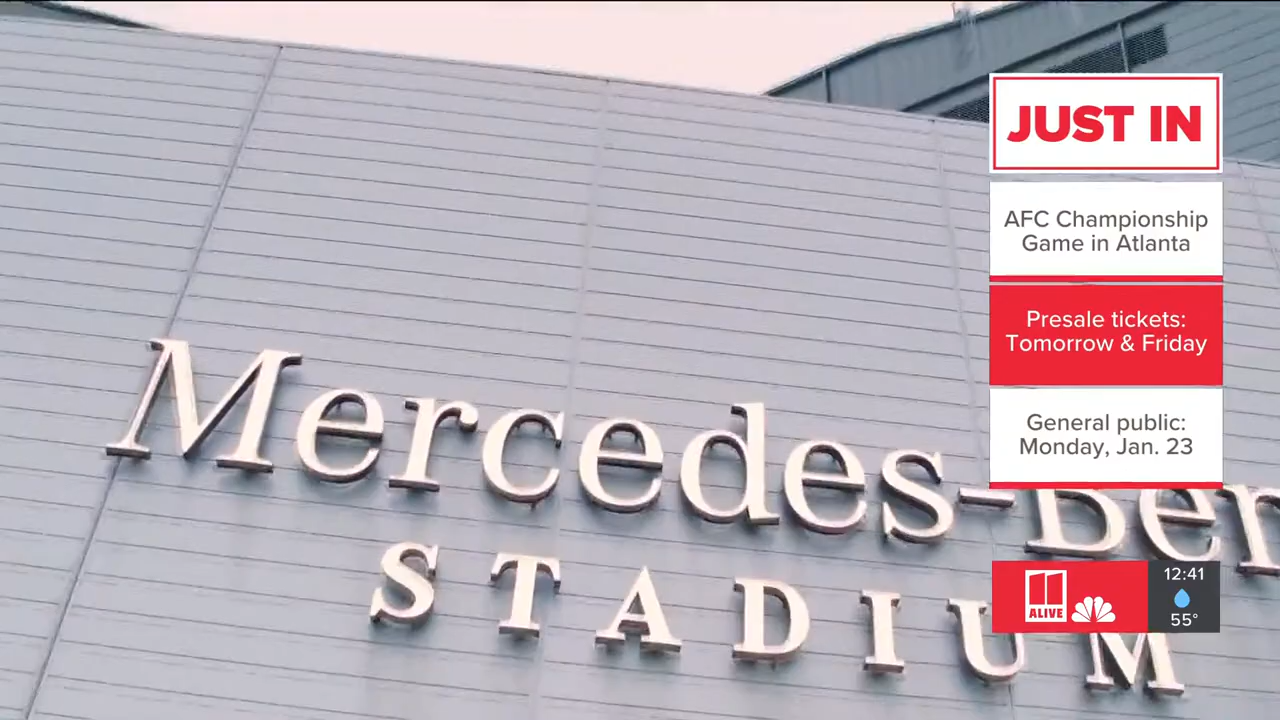 JUST IN
AFC Championship
Game in Atlanta
Presale tickets:
Tomorrow & Friday
General public:
Monday, Jan. 23
Mercedes-Ben
STADIUM
11
ALIVE
12:41
55°